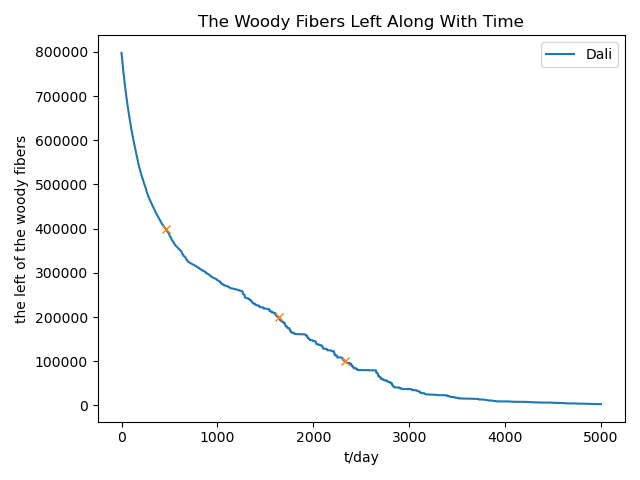 The Woody Fibers Left Along With Time
Dali
800000
700000
600000
500000
400000
300000
200000
100000
0
the left of the woody fibers
0 1000 2000 3000 4000 5000
t/day